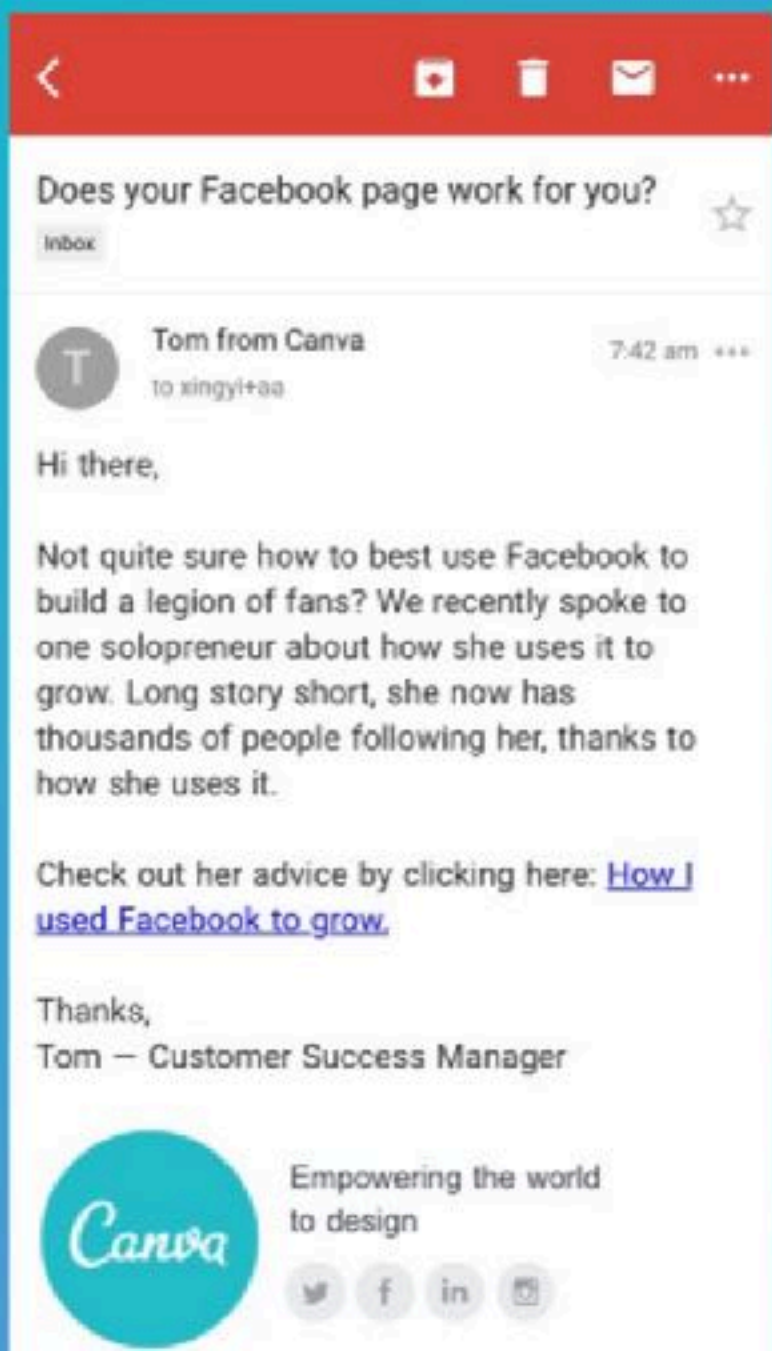 Does your Facebook page work for you?
Inbox
T
Tom from Canva
7:42 am
to xingyi+aa
Hi there,
Not quite sure how to best use Facebook to
build a legion of fans? We recently spoke to
one solopreneur about how she uses it to
grow. Long story short, she now has
thousands of people following her, thanks to
how she uses it.
Check out her advice by clicking here: How I
used Facebook to grow.
Thanks,
Tom — Customer Success Manager
Canva
Empowering the world
to design
f in